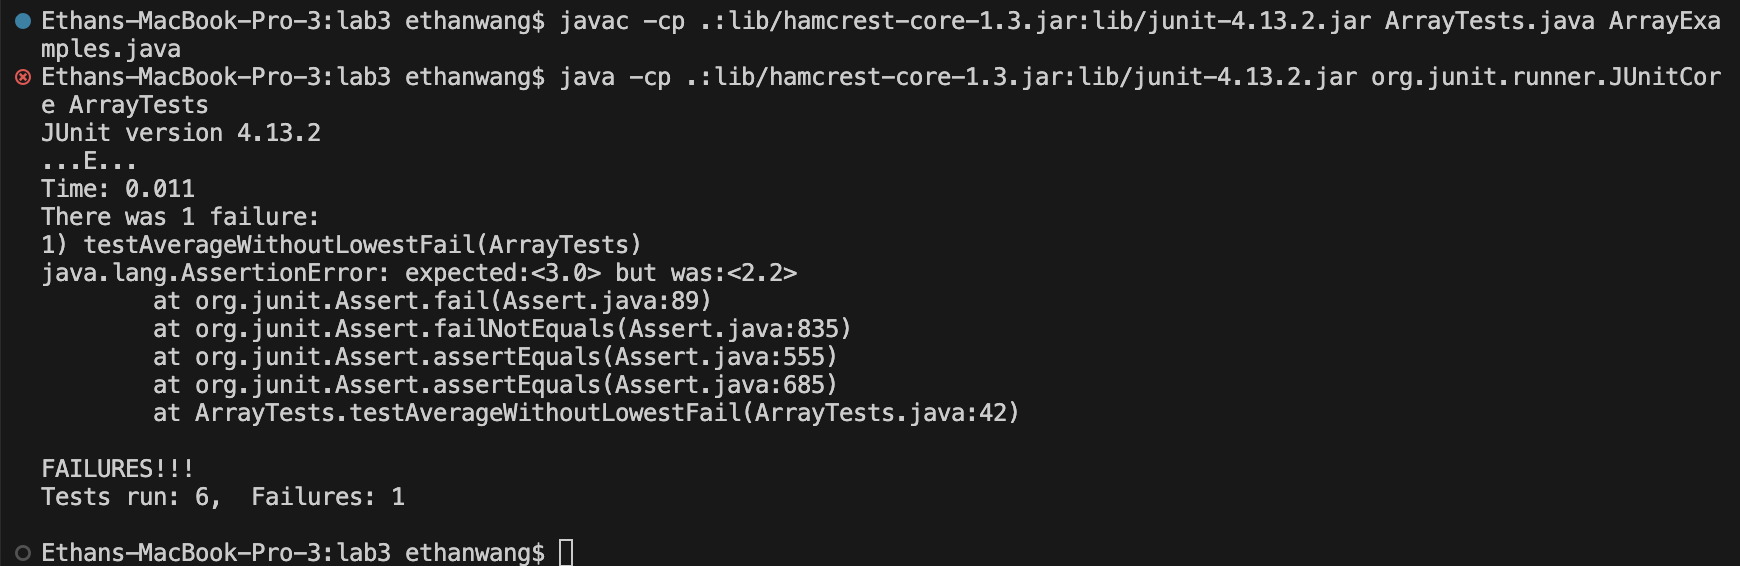 Ethans-MacBook-Pro-3:lab3 ethanwang$ javac -cp .:lib/hamcrest-core-1.3.jar:lib/junit-4.13.2.jar ArrayTests.java ArrayExa
mples.java
Ethans-MacBook-Pro-3:lab3 ethanwang$ java -cp .:lib/hamcrest-core-1.3.jar:lib/junit-4.13.2.jar org.junit.runner.JUnitCor
e ArrayTests
JUnit version 4.13.2
...E...
Time: 0.011
There was 1 failure:
1) testAverageWithoutLowestFail(ArrayTests)
java.lang.AssertionError: expected:<3.0> but was:<2.2>
        at org.junit.Assert.fail(Assert.java:89)
        at org.junit.Assert.failNotEquals(Assert.java:835)
        at org.junit.Assert.assertEquals(Assert.java:555)
        at org.junit.Assert.assertEquals(Assert.java:685)
        at ArrayTests.testAverageWithoutLowestFail(ArrayTests.java:42)

FAILURES!!!
Tests run: 6,  Failures: 1

Ethans-MacBook-Pro-3:lab3 ethanwang$